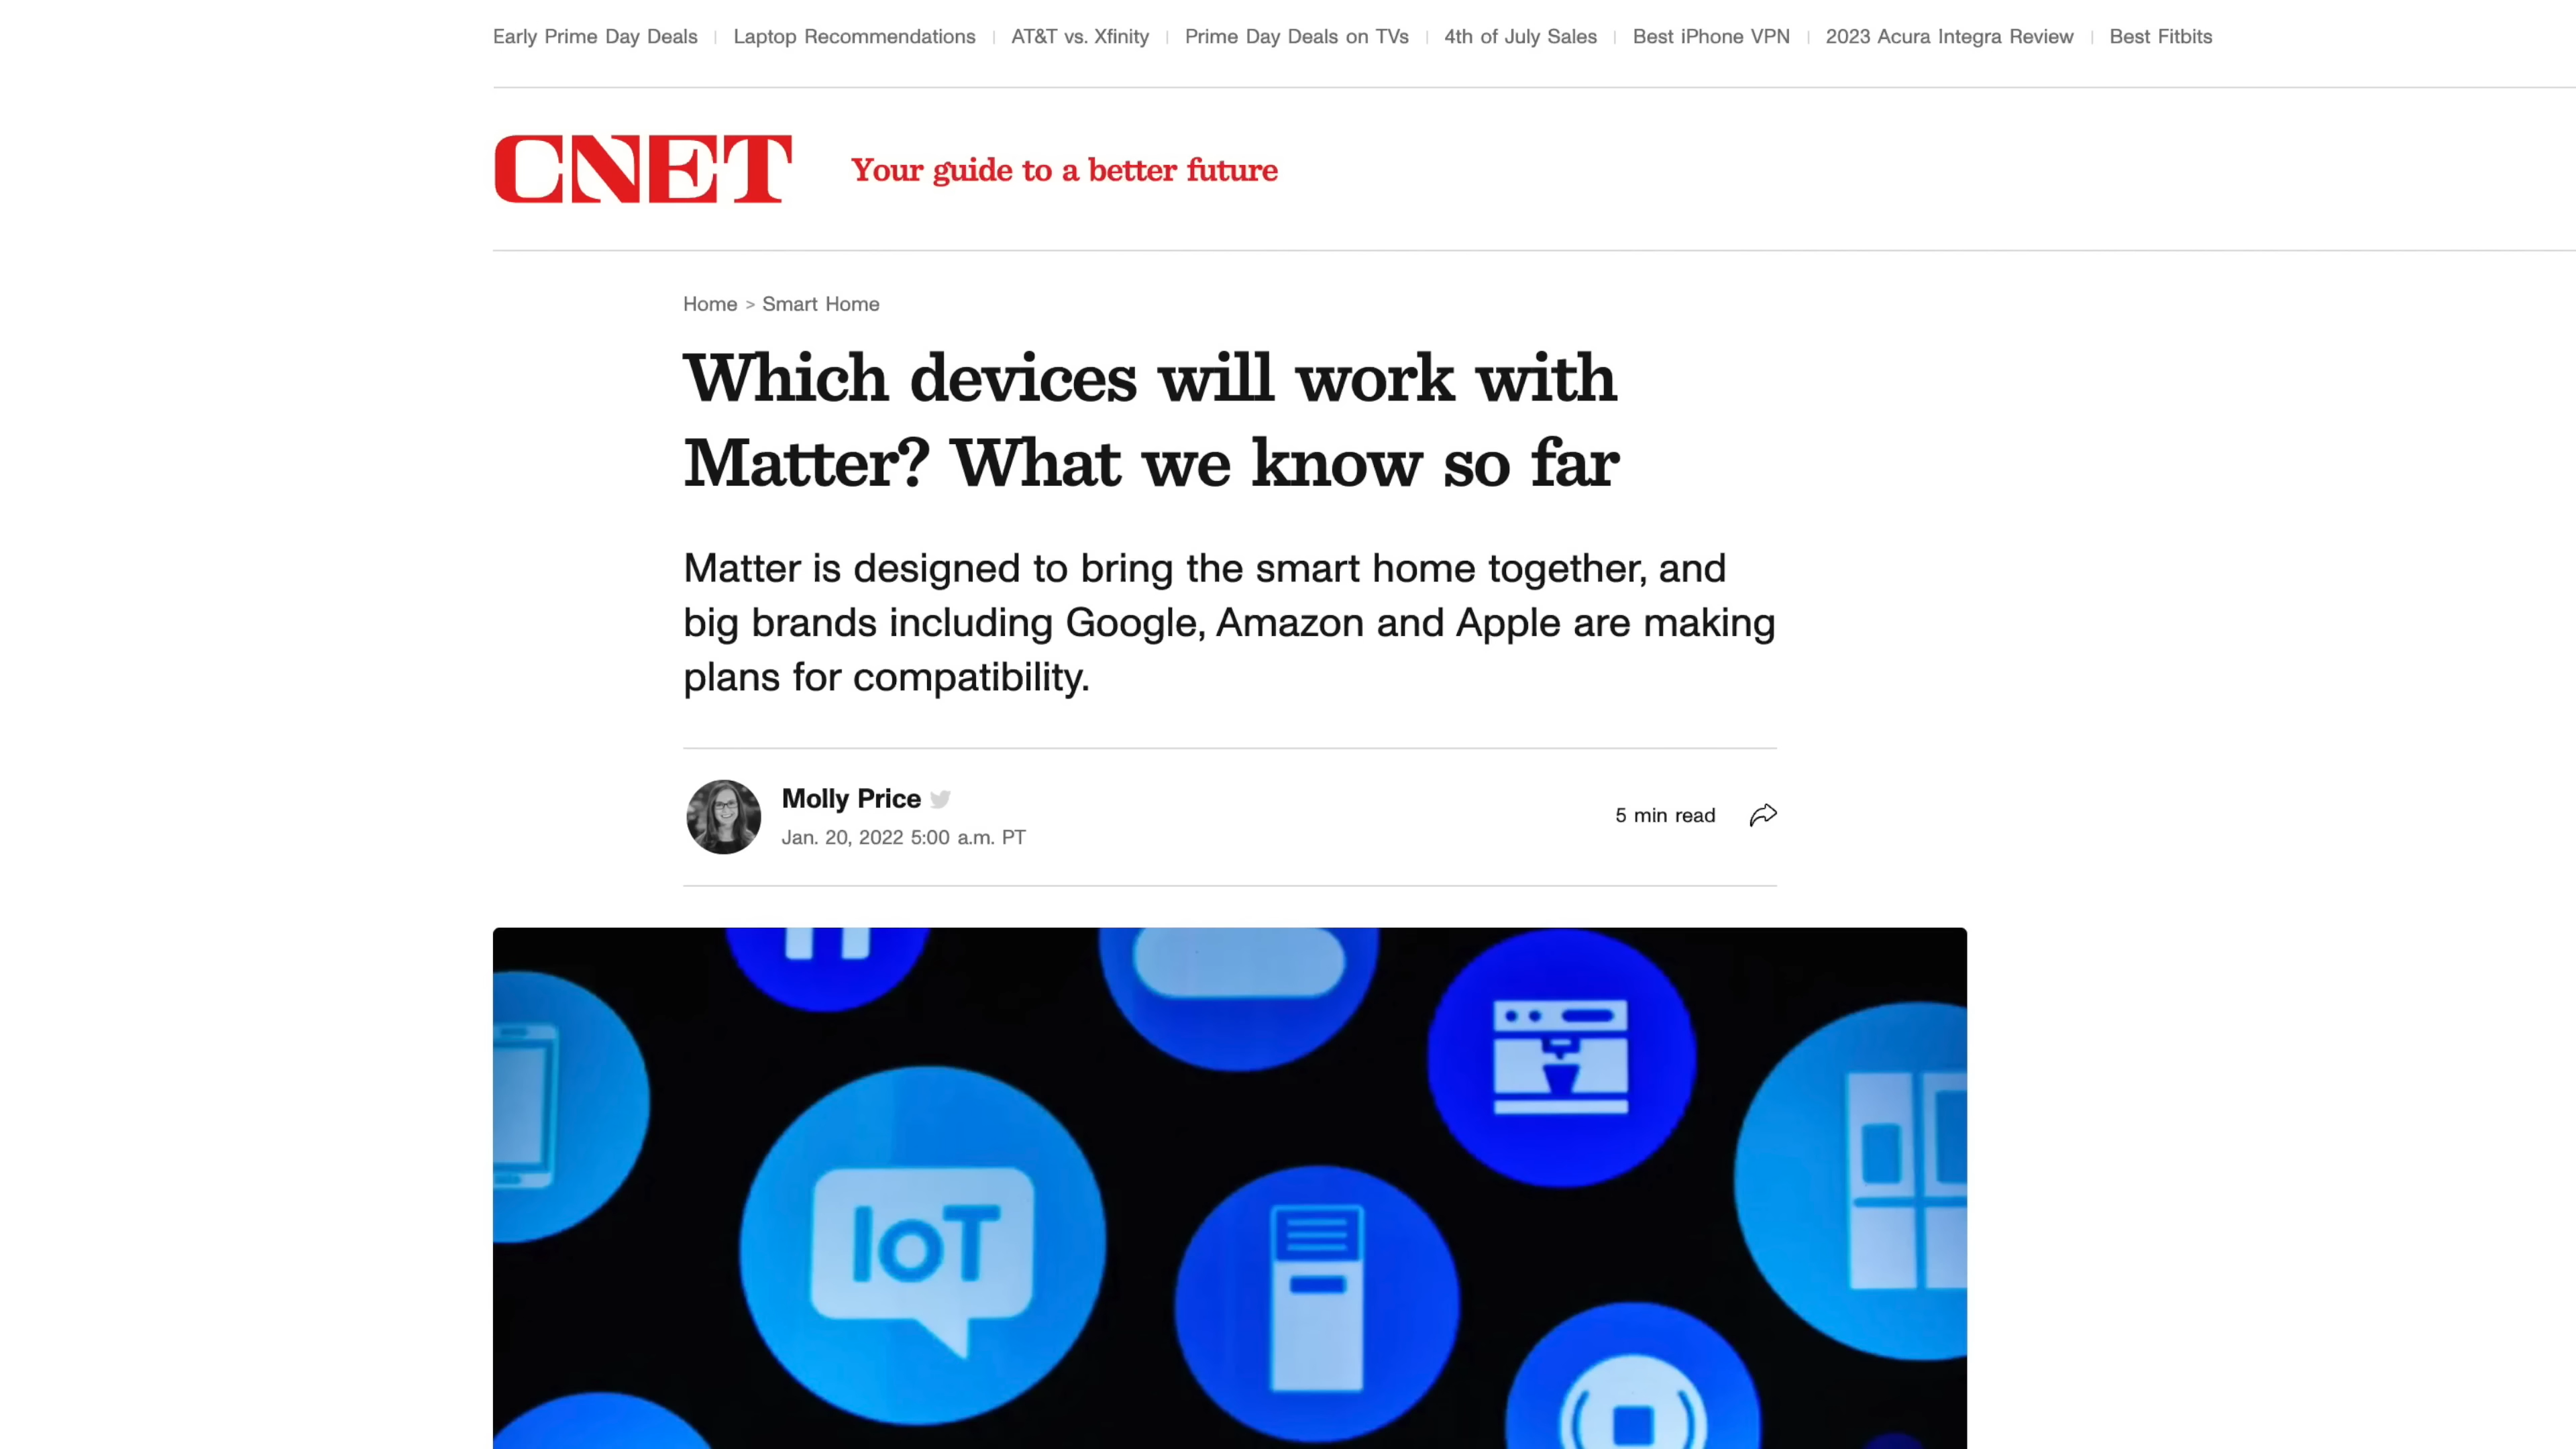 Early Prime Day Deals | Laptop Recommendations | AT&T vs. Xfinity | Prime Day Deals on TVs | 4th of July Sales | Best iPhone VPN | 2023 Acura Integra Review | Best Fitbits
CNET Your guide to a better future
Home > Smart Home
Which devices will work with
Matter? What we know so far
Matter is designed to bring the smart home together, and
big brands including Google, Amazon and Apple are making
plans for compatibility.
Molly Price
5 min read
Jan. 20, 2022 5:00 a.m. PT
IoT